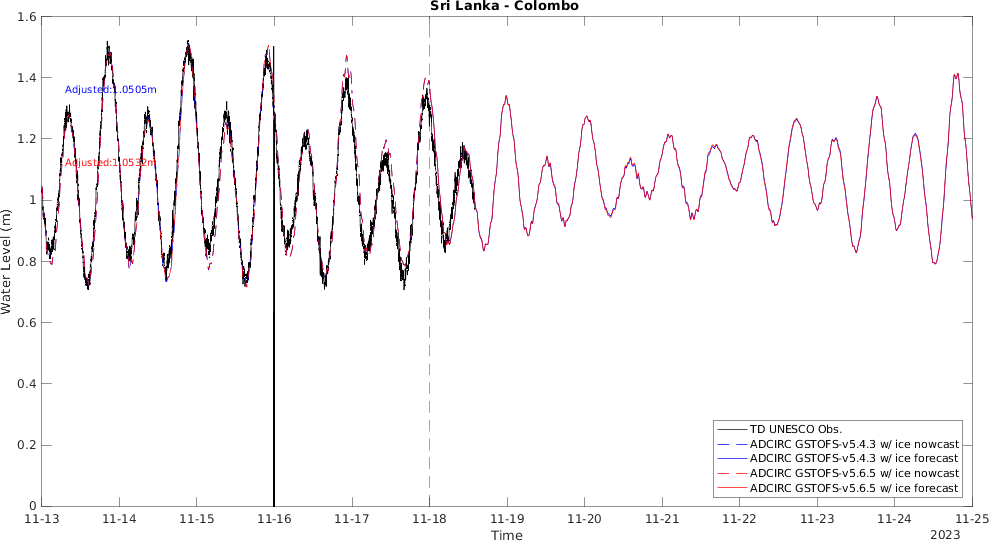 Sri Lanka - Colombo
1.6
1.4
1.2
1
0.8
0.6
0.4
0.2
0
Water Level (m)
Adjusted:1.0505m
Adjusted:1.0532m
TD UNESCO Obs.
ADCIRC GSTOFS-v5.4.3 w/ ice nowcast
ADCIRC GSTOFS-v5.4.3 w/ ice forecast
ADCIRC GSTOFS-v5.6.5 w/ ice nowcast
ADCIRC GSTOFS-v5.6.5 w/ ice forecast
11-13 11-14 11-15 11-16 11-17 11-18 11-19 11-20 11-21 11-22 11-23 11-24 11-25
Time
2023